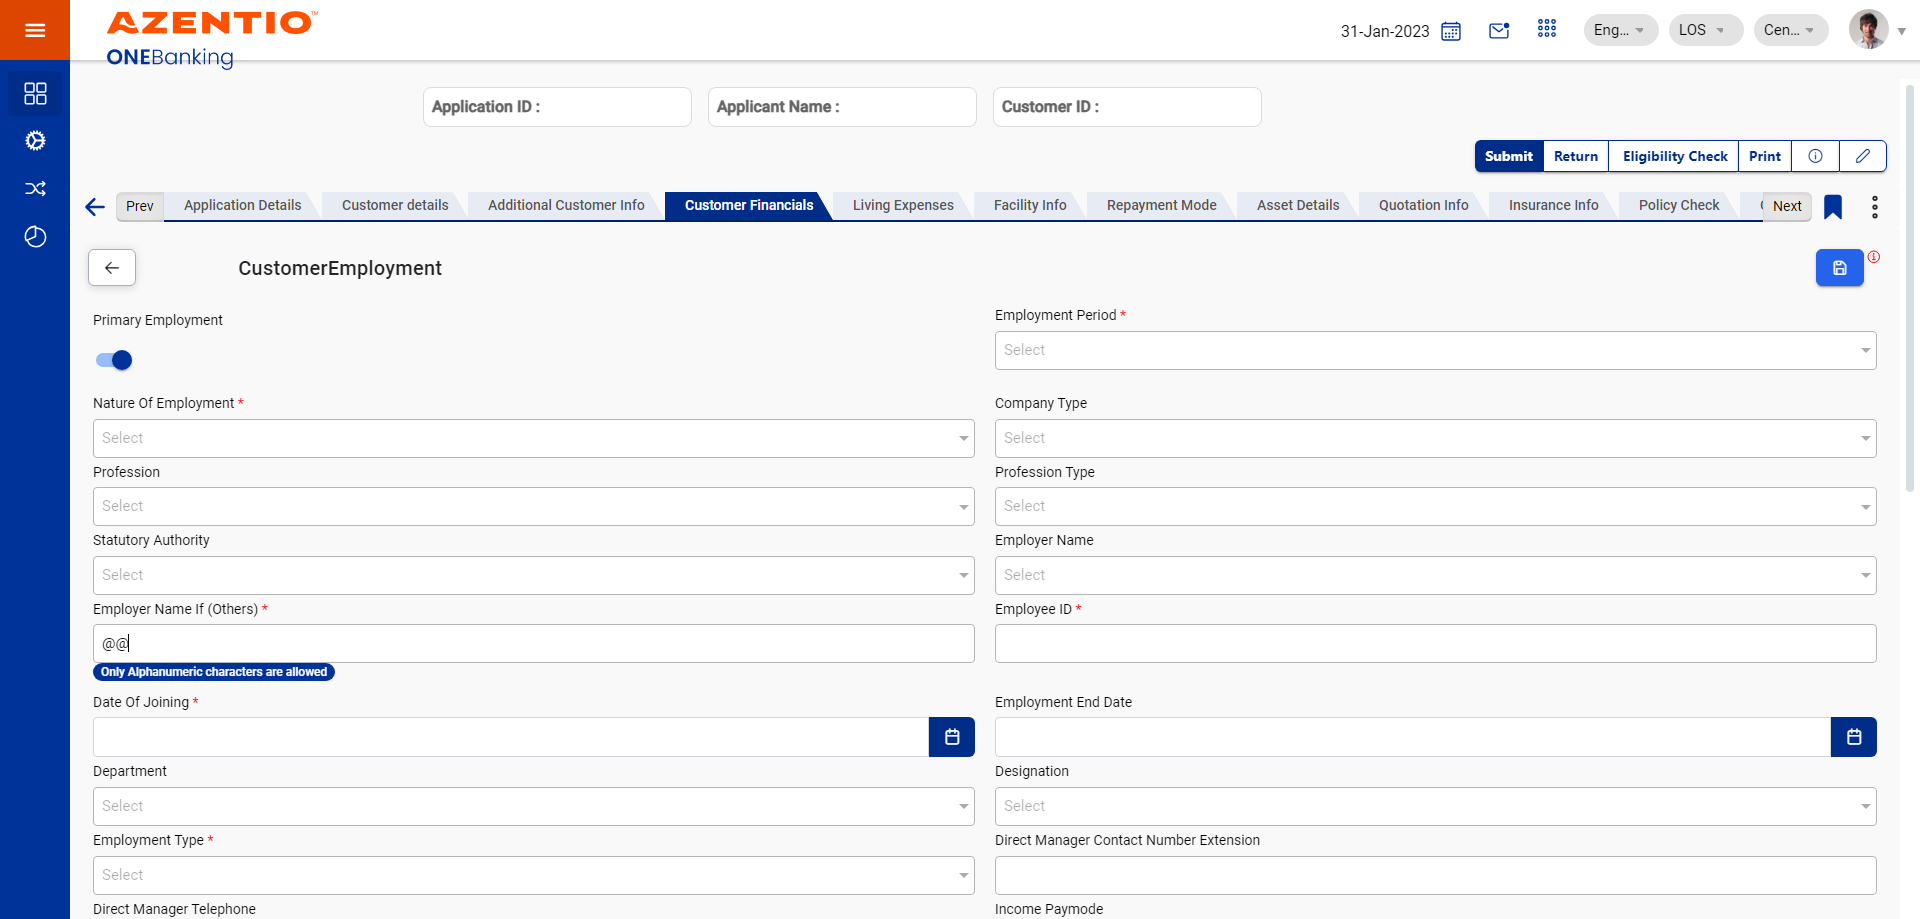 AZENTIO™
ONEBanking
31-Jan-2023
Eng...
LOS
Cen...
Application ID :
Applicant Name :
Customer ID :
Submit
Return
Eligibility Check
Print
Prev
Application Details
Customer details
Additional Customer Info
Customer Financials
Living Expenses
Facility Info
Repayment Mode
Asset Details
Quotation Info
Insurance Info
Policy Check
Next
CustomerEmployment
Primary Employment
Employment Period *
Select
Nature Of Employment *
Company Type
Select
Select
Profession
Profession Type
Select
Select
Statutory Authority
Employer Name
Select
Select
Employer Name If (Others) *
Employee ID *
@@
Only Alphanumeric characters are allowed
Date Of Joining *
Employment End Date
Department
Designation
Select
Select
Employment Type *
Direct Manager Contact Number Extension
Select
Direct Manager Telephone
Income Paymode